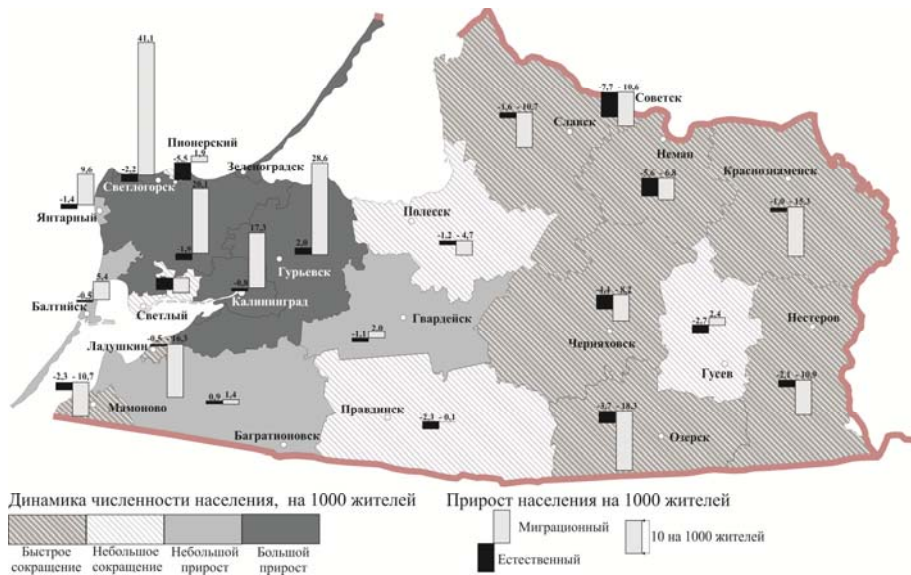 41,1
Пионерский
1,9
-5,5
Зеленоградск
28,6
-2,2
Светлогорск
9,6
-1,4
Янтарный
20,1
-1,9
17,3
2,0
Гурьевск
-0,8
Калининград
5,4
-0,5
Балтийск
Светлый
Ладушкин
-0,5 - 16,3
-2,3 - 10,7
Мамоново
0,9 1,4
Багратионовск
Полесск
-1,2 - 4,7
Гвардейск
-1,1 2,0
Правдинск
-2,3 - 0,1
-1,6 - 10,7
Славск
-7,7 - 10,6
Советск
Неман
-5,6 - 6,8
Краснознаменск
-1,0 - 15,3
-4,4 - 8,2
Черняховск
-2,7 2,4
Гусев
Нестеров
-2,1 - 10,9
-3,7 - 18,3
Озерск
Динамика численности населения, на 1000 жителей
Быстрое сокращение
Небольшое сокращение
Небольшой прирост
Большой прирост
Прирост населения на 1000 жителей
Миграционный
Естественный
10 на 1000 жителей